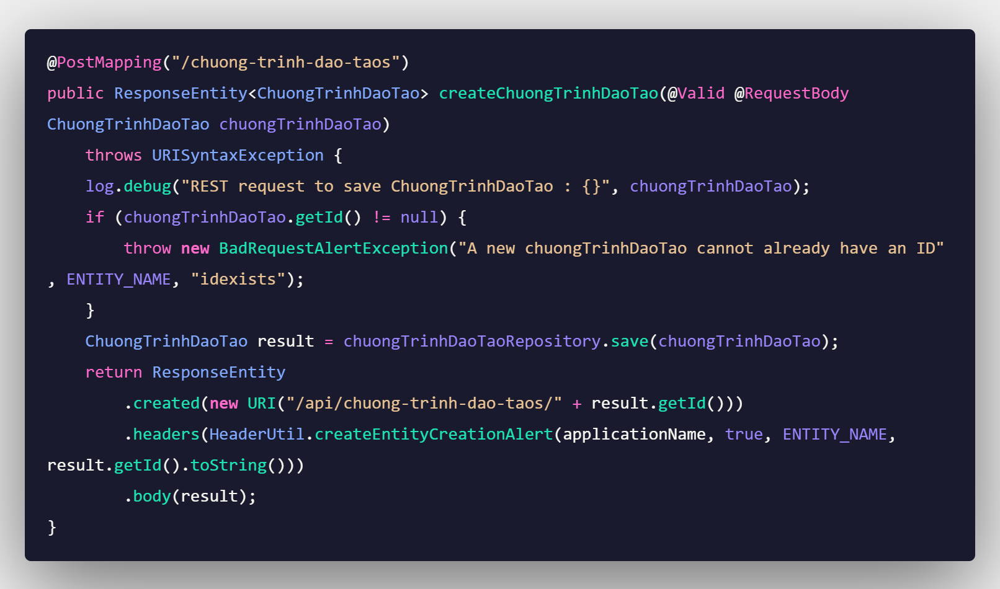 @PostMapping("/chuong-trinh-dao-taos")
public ResponseEntity<ChuongTrinhDaoTao> createChuongTrinhDaoTao(@Valid @RequestBody
ChuongTrinhDaoTao chuongTrinhDaoTao)
    throws URISyntaxException {
    log.debug("REST request to save ChuongTrinhDaoTao : {}", chuongTrinhDaoTao);
    if (chuongTrinhDaoTao.getId() != null) {
        throw new BadRequestAlertException("A new chuongTrinhDaoTao cannot already have an ID"
, ENTITY_NAME, "idexists");
    }
    ChuongTrinhDaoTao result = chuongTrinhDaoTaoRepository.save(chuongTrinhDaoTao);
    return ResponseEntity
        .created(new URI("/api/chuong-trinh-dao-taos/" + result.getId()))
        .headers(HeaderUtil.createEntityCreationAlert(applicationName, true, ENTITY_NAME,
result.getId().toString()))
        .body(result);
}